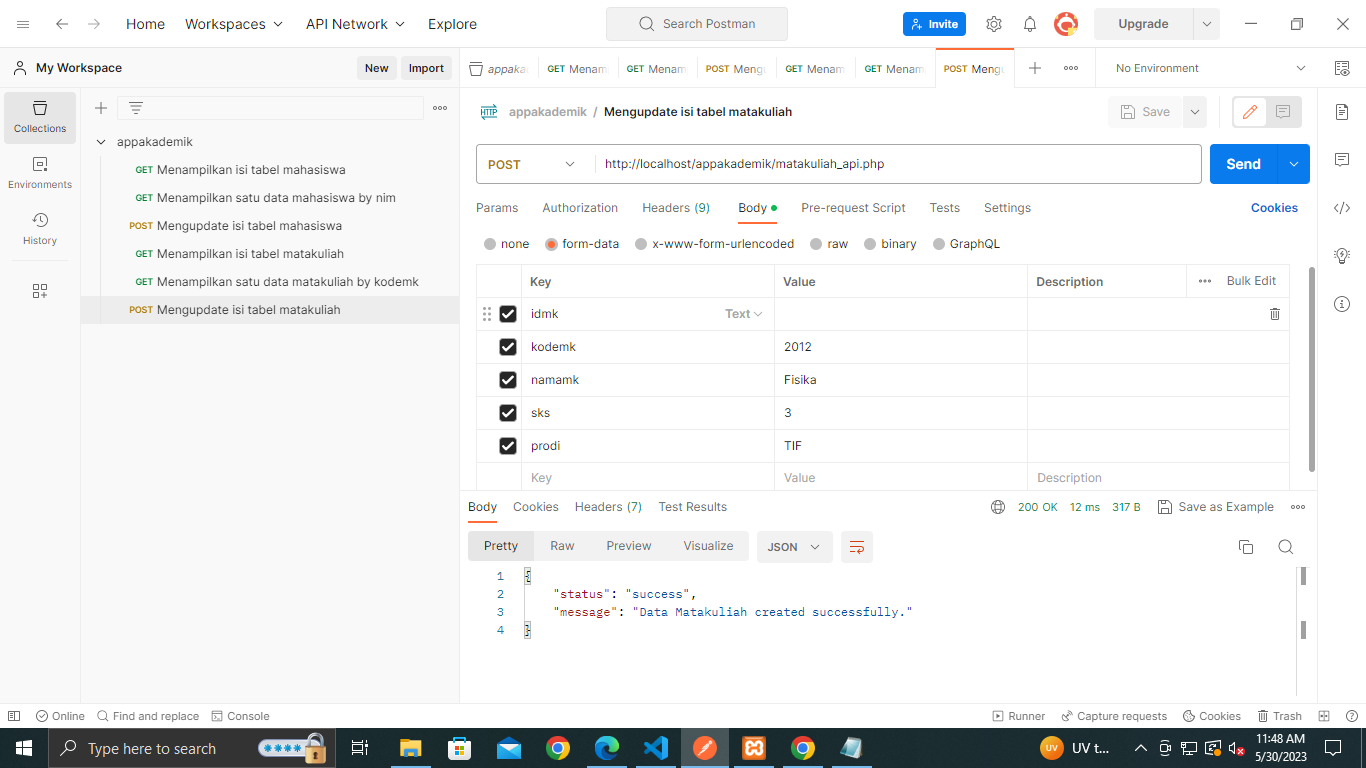 Home Workspaces API Network Explore Search Postman Invite Upgrade
My Workspace New Import appaka GET Menam GET Menam POST Mengu GET Menam GET Menam POST Mengu No Environment
Collections
Environments
History
appakademik
GET Menampilkan isi tabel mahasiswa
GET Menampilkan satu data mahasiswa by nim
POST Mengupdate isi tabel mahasiswa
GET Menampilkan isi tabel matakuliah
GET Menampilkan satu data matakuliah by kodemk
POST Mengupdate isi tabel matakuliah
HTTP appakademik / Mengupdate isi tabel matakuliah Save
POST http://localhost/appakademik/matakuliah_api.php Send
Params Authorization Headers (9) Body Pre-request Script Tests Settings Cookies
none form-data x-www-form-urlencoded raw binary GraphQL
Key Value Description Bulk Edit
idmk Text
kodemk 2012
namamk Fisika
sks 3
prodi TIF
Key Value Description
Body Cookies Headers (7) Test Results 200 OK 12 ms 317 B Save as Example
Pretty Raw Preview Visualize JSON
1 {
2 "status": "success",
3 "message": "Data Matakuliah created successfully."
4 }
Online Find and replace Console Runner Capture requests Cookies Trash
Type here to search UV UV t... 11:48 AM
5/30/2023